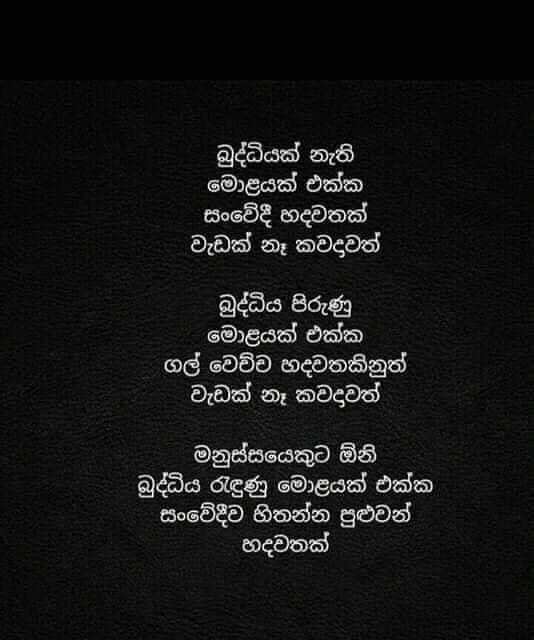 බුද්ධියක් නැති
මොළයක් එක්ක
සංවේදී හදවතක්
වැඩක් නෑ කවදාවත්
බුද්ධිය පිරුණු
මොළයක් එක්ක
ගල් වෙච්ච හදවතකිනුත්
වැඩක් නෑ කවදාවත්
මනුස්සයෙකුට ඕනි
බුද්ධිය රැඳුණු මොළයක් එක්ක
සංවේදීව හිතන්න පුළුවන්
හදවතක්